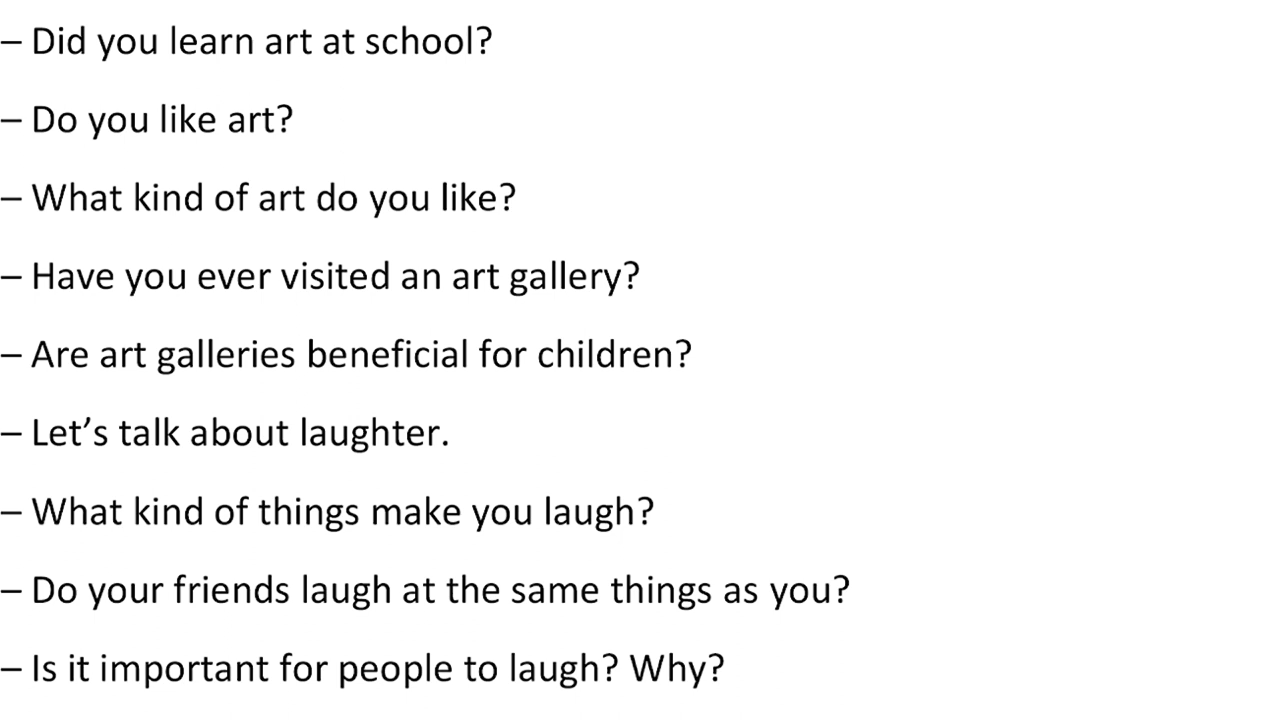 – Did you learn art at school?
– Do you like art?
– What kind of art do you like?
– Have you ever visited an art gallery?
– Are art galleries beneficial for children?
– Let’s talk about laughter.
– What kind of things make you laugh?
– Do your friends laugh at the same things as you?
– Is it important for people to laugh? Why?